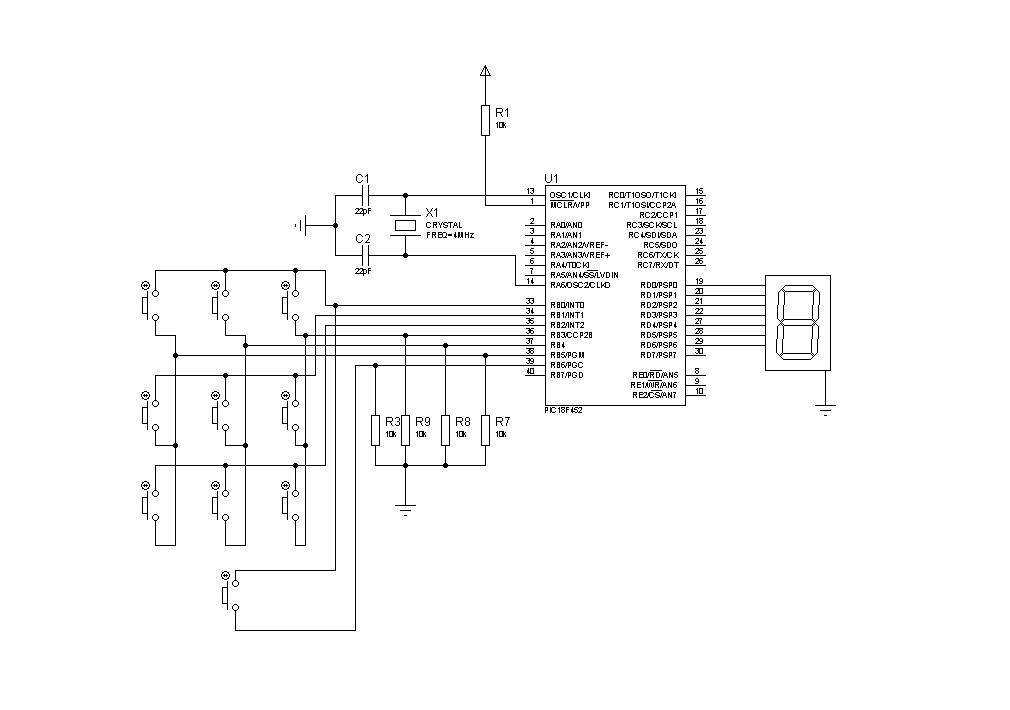 R1
10k
C1
22pF
X1
CRYSTAL
FREQ=4MHz
C2
22pF
U1
13 OSC1/CLKI
1 MCLR/VPP
2 RA0/AN0
3 RA1/AN1
4 RA2/AN2/VREF-
5 RA3/AN3/VREF+
6 RA4/T0CKI
7 RA5/AN4/SS/LVDIN
14 RA6/OSC2/CLKO
33 RB0/INT0
34 RB1/INT1
35 RB2/INT2
36 RB3/CCP2B
37 RB4
38 RB5/PGM
39 RB6/PGC
40 RB7/PGD
RC0/T1OSO/T1CKI 15
RC1/T1OSI/CCP2A 16
RC2/CCP1 17
RC3/SCK/SCL 18
RC4/SDI/SDA 23
RC5/SDO 24
RC6/TX/CK 25
RC7/RX/DT 26
RD0/PSP0 19
RD1/PSP1 20
RD2/PSP2 21
RD3/PSP3 22
RD4/PSP4 27
RD5/PSP5 28
RD6/PSP6 29
RD7/PSP7 30
RE0/RD/AN5 8
RE1/WR/AN6 9
RE2/CS/AN7 10
PIC18F452
R3
10k
R9
10k
R8
10k
R7
10k